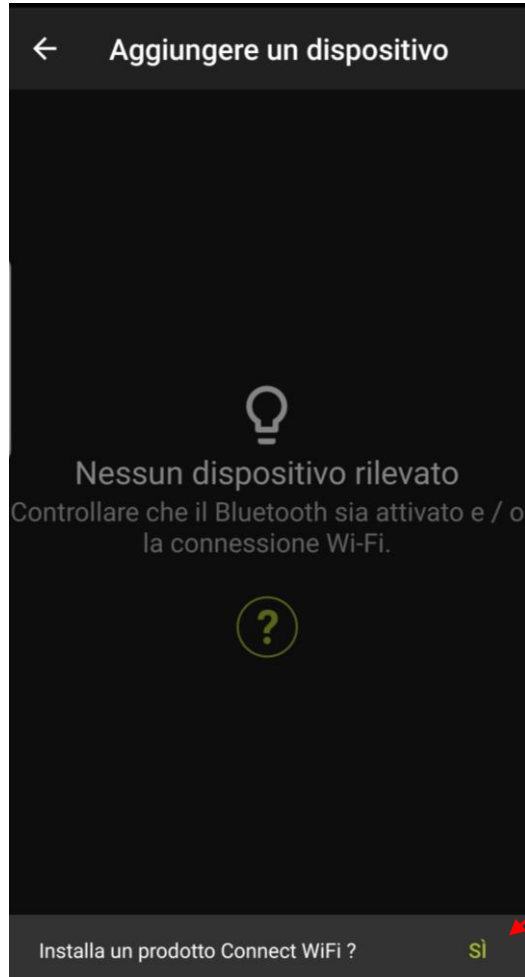 Aggiungere un dispositivo
Nessun dispositivo rilevato
Controllare che il Bluetooth sia attivato e / o
la connessione Wi-Fi.
?
Installa un prodotto Connect WiFi ? SÌ